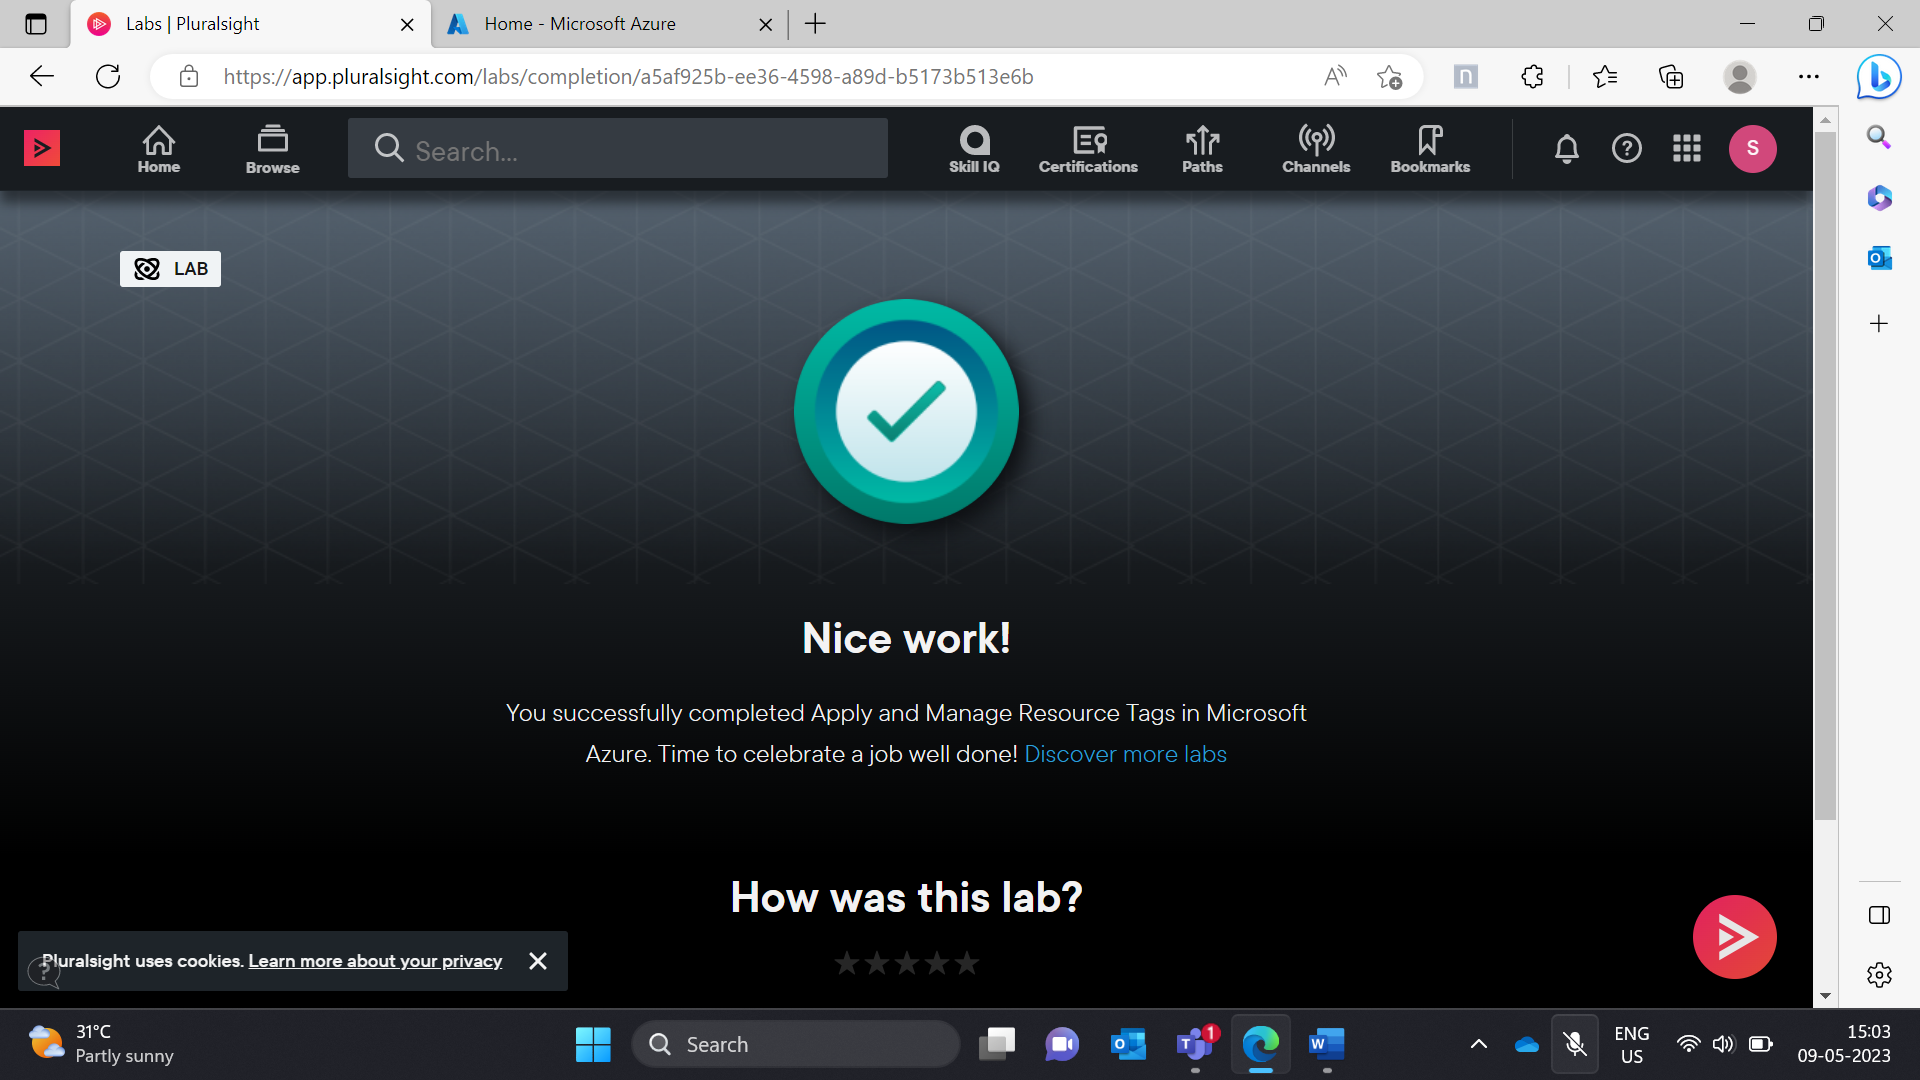 Labs | Pluralsight
Home - Microsoft Azure
https://app.pluralsight.com/labs/completion/a5af925b-ee36-4598-a89d-b5173b513e6b
Home
Browse
Search...
Skill IQ
Certifications
Paths
Channels
Bookmarks
S
LAB
Nice work!
You successfully completed Apply and Manage Resource Tags in Microsoft
Azure. Time to celebrate a job well done! Discover more labs
How was this lab?
Pluralsight uses cookies. Learn more about your privacy
31°C
Partly sunny
Search
1
ENG
US
15:03
09-05-2023